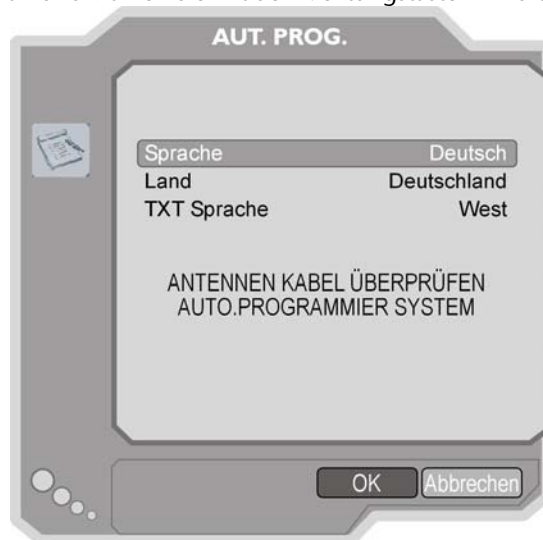 AUT. PROG.
Sprache Deutsch
Land Deutschland
TXT Sprache West
ANTENNEN KABEL ÜBERPRÜFEN
AUTO.PROGRAMMIER SYSTEM
OK Abbrechen